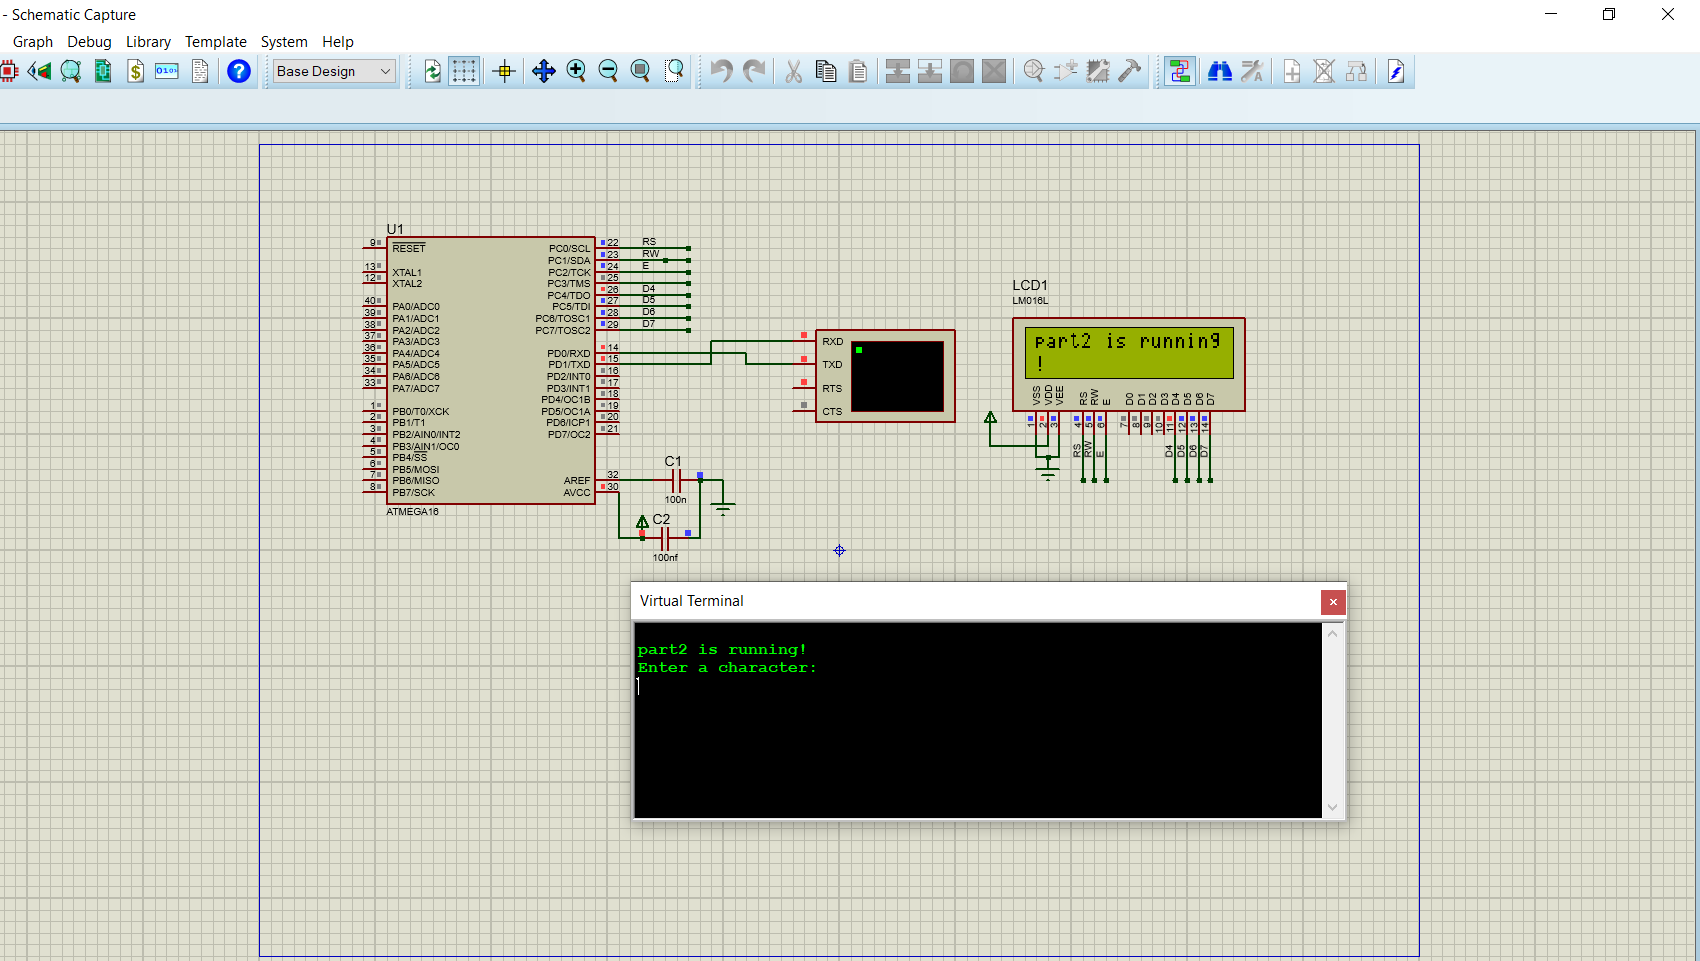 - Schematic Capture
Graph Debug Library Template System Help
$
0101
?
Base Design
U1
9 RESET
13 XTAL1
12 XTAL2
40 PA0/ADC0
39 PA1/ADC1
38 PA2/ADC2
37 PA3/ADC3
36 PA4/ADC4
35 PA5/ADC5
34 PA6/ADC6
33 PA7/ADC7
1 PB0/T0/XCK
2 PB1/T1
3 PB2/AIN0/INT2
4 PB3/AIN1/OC0
5 PB4/SS
6 PB5/MOSI
7 PB6/MISO
8 PB7/SCK
PC0/SCL 22 RS
PC1/SDA 23 RW
PC2/TCK 24 E
PC3/TMS 25
PC4/TDO 26 D4
PC5/TDI 27 D5
PC6/TOSC1 28 D6
PC7/TOSC2 29 D7
PD0/RXD 14
PD1/TXD 15
PD2/INT0 16
PD3/INT1 17
PD4/OC1B 18
PD5/OC1A 19
PD6/ICP1 20
PD7/OC2 21
AREF 32
AVCC 30
ATMEGA16
C1
100n
C2
100nf
RXD
TXD
RTS
CTS
LCD1
LM016L
part2 is running
!
VSS VDD VEE RS RW E D0 D1 D2 D3 D4 D5 D6 D7
1 2 3 4 5 6 7 8 9 10 11 12 13 14
RS RW E D4 D5 D6 D7
Virtual Terminal
part2 is running!
Enter a character: